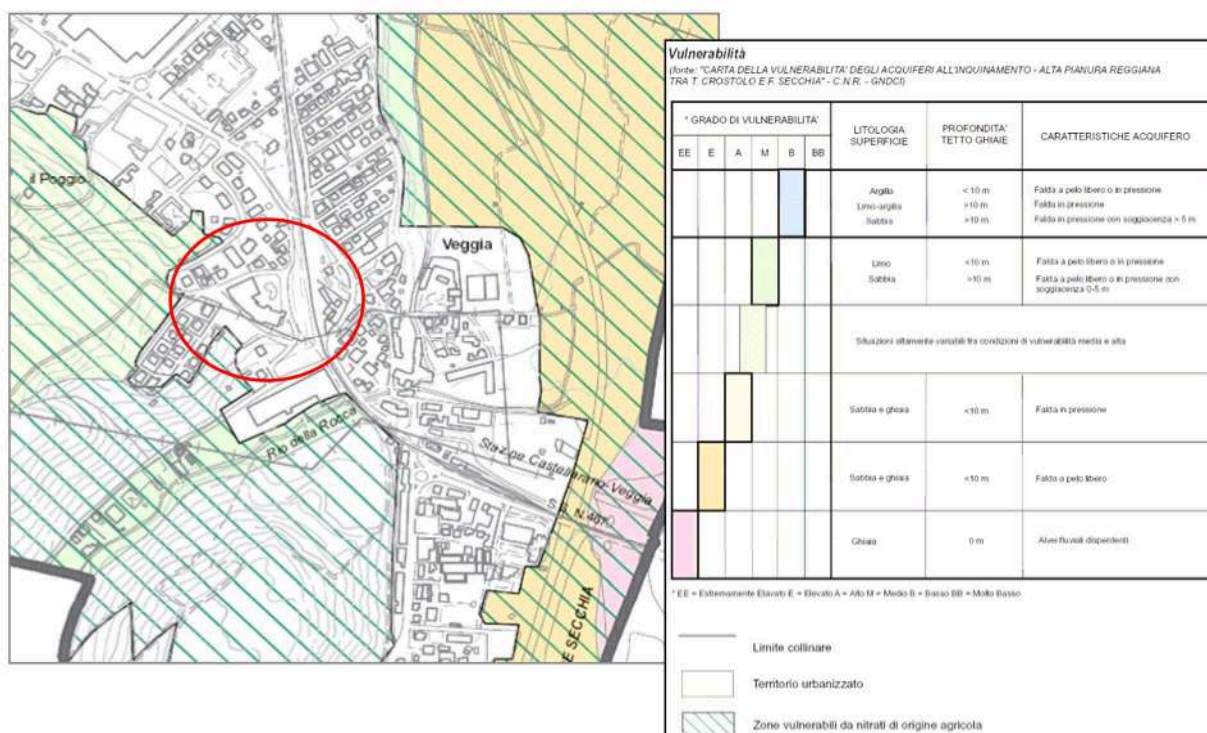 il Poggio
Veggia
Rio della Rocca
Stazione Castellarano-Veggia
S.S. N.467
E SECCHIA
Vulnerabilità
(fonte: "CARTA DELLA VULNERABILITA' DEGLI ACQUIFERI ALL'INQUINAMENTO - ALTA PIANURA REGGIANA
TRA T. CROSTOLO E F. SECCHIA" - C.N.R. - GNDCI)
* GRADO DI VULNERABILITA'
LITOLOGIA
SUPERFICIE
PROFONDITA'
TETTO GHIAIE
CARATTERISTICHE ACQUIFERO
EE E A M B BB
Argilla < 10 m Falda a pelo libero o in pressione
Limo-argilla >10 m Falda in pressione
Sabbia >10 m Falda in pressione con soggiacenza > 5 m
Limo <10 m Falda a pelo libero o in pressione
Sabbia >10 m Falda a pelo libero o in pressione con
soggiacenza 0-5 m
Situazioni altamente variabili fra condizioni di vulnerabilità media e alta
Sabbia e ghiaia <10 m Falda in pressione
Sabbia e ghiaia <10 m Falda a pelo libero
Ghiaia 0 m Alvei fluviali disperdenti
* EE = Estremamente Elevato E = Elevato A = Alto M = Medio B = Basso BB = Molto Basso
Limite collinare
Territorio urbanizzato
Zone vulnerabili da nitrati di origine agricola